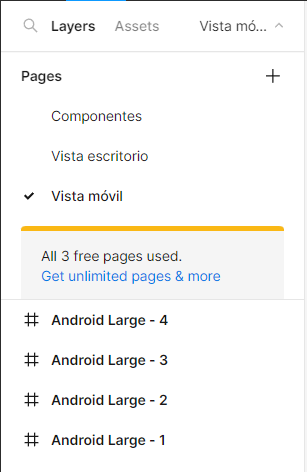 Layers Assets Vista mó...
Pages
Componentes
Vista escritorio
Vista móvil
All 3 free pages used.
Get unlimited pages & more
Android Large - 4
Android Large - 3
Android Large - 2
Android Large - 1